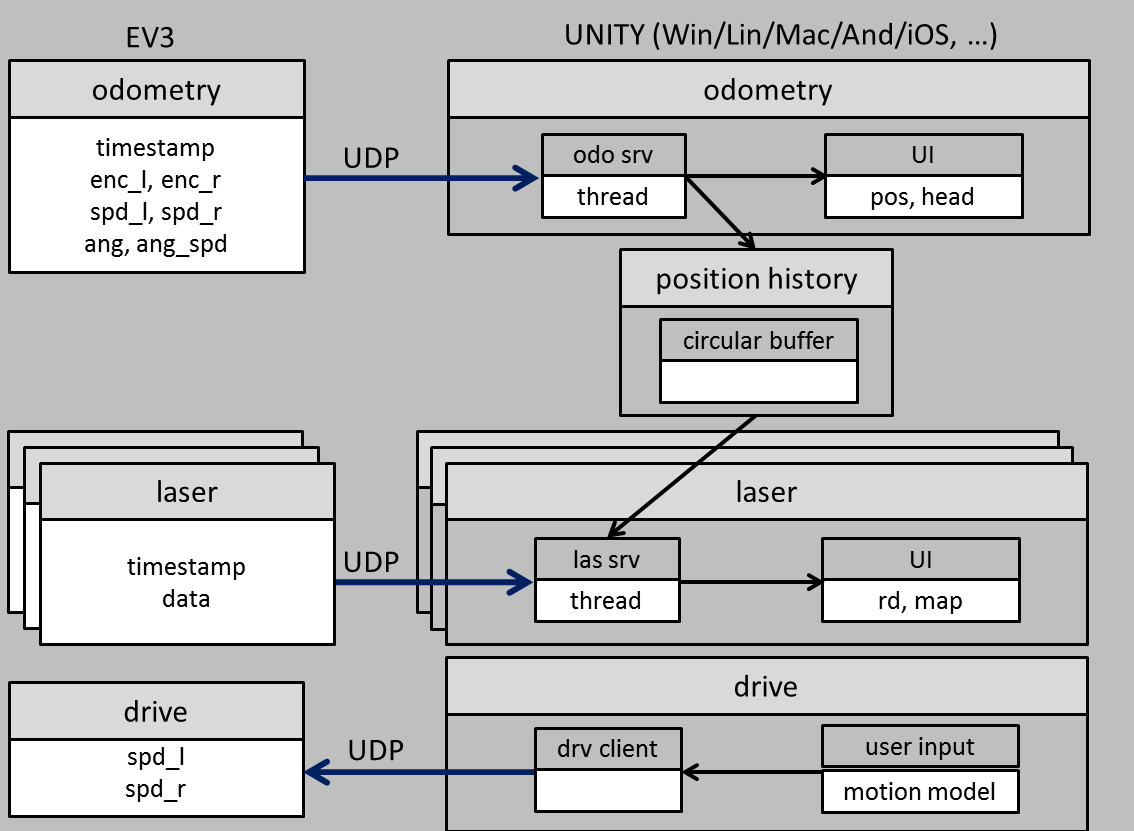 EV3
UNITY (Win/Lin/Mac/And/iOS, ...)
odometry
timestamp
enc_l, enc_r
spd_l, spd_r
ang, ang_spd
UDP
odometry
odo srv
thread
UI
pos, head
position history
circular buffer
laser
timestamp
data
UDP
laser
las srv
thread
UI
rd, map
drive
spd_l
spd_r
UDP
drive
drv client
user input
motion model